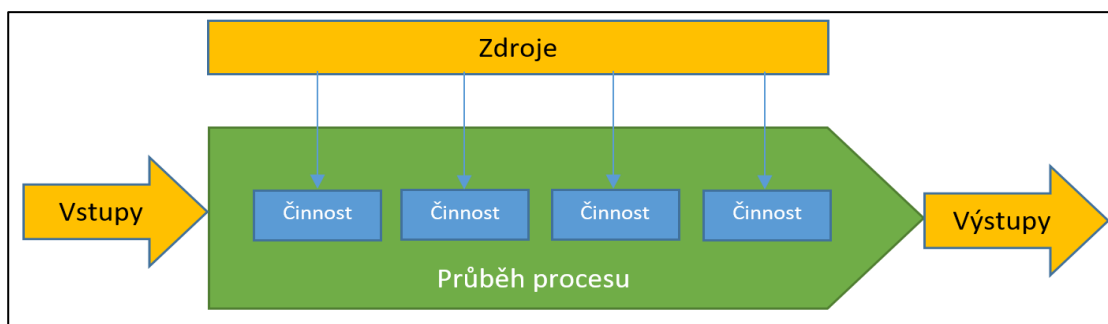 Zdroje
Vstupy
Činnost
Činnost
Činnost
Činnost
Výstupy
Průběh procesu